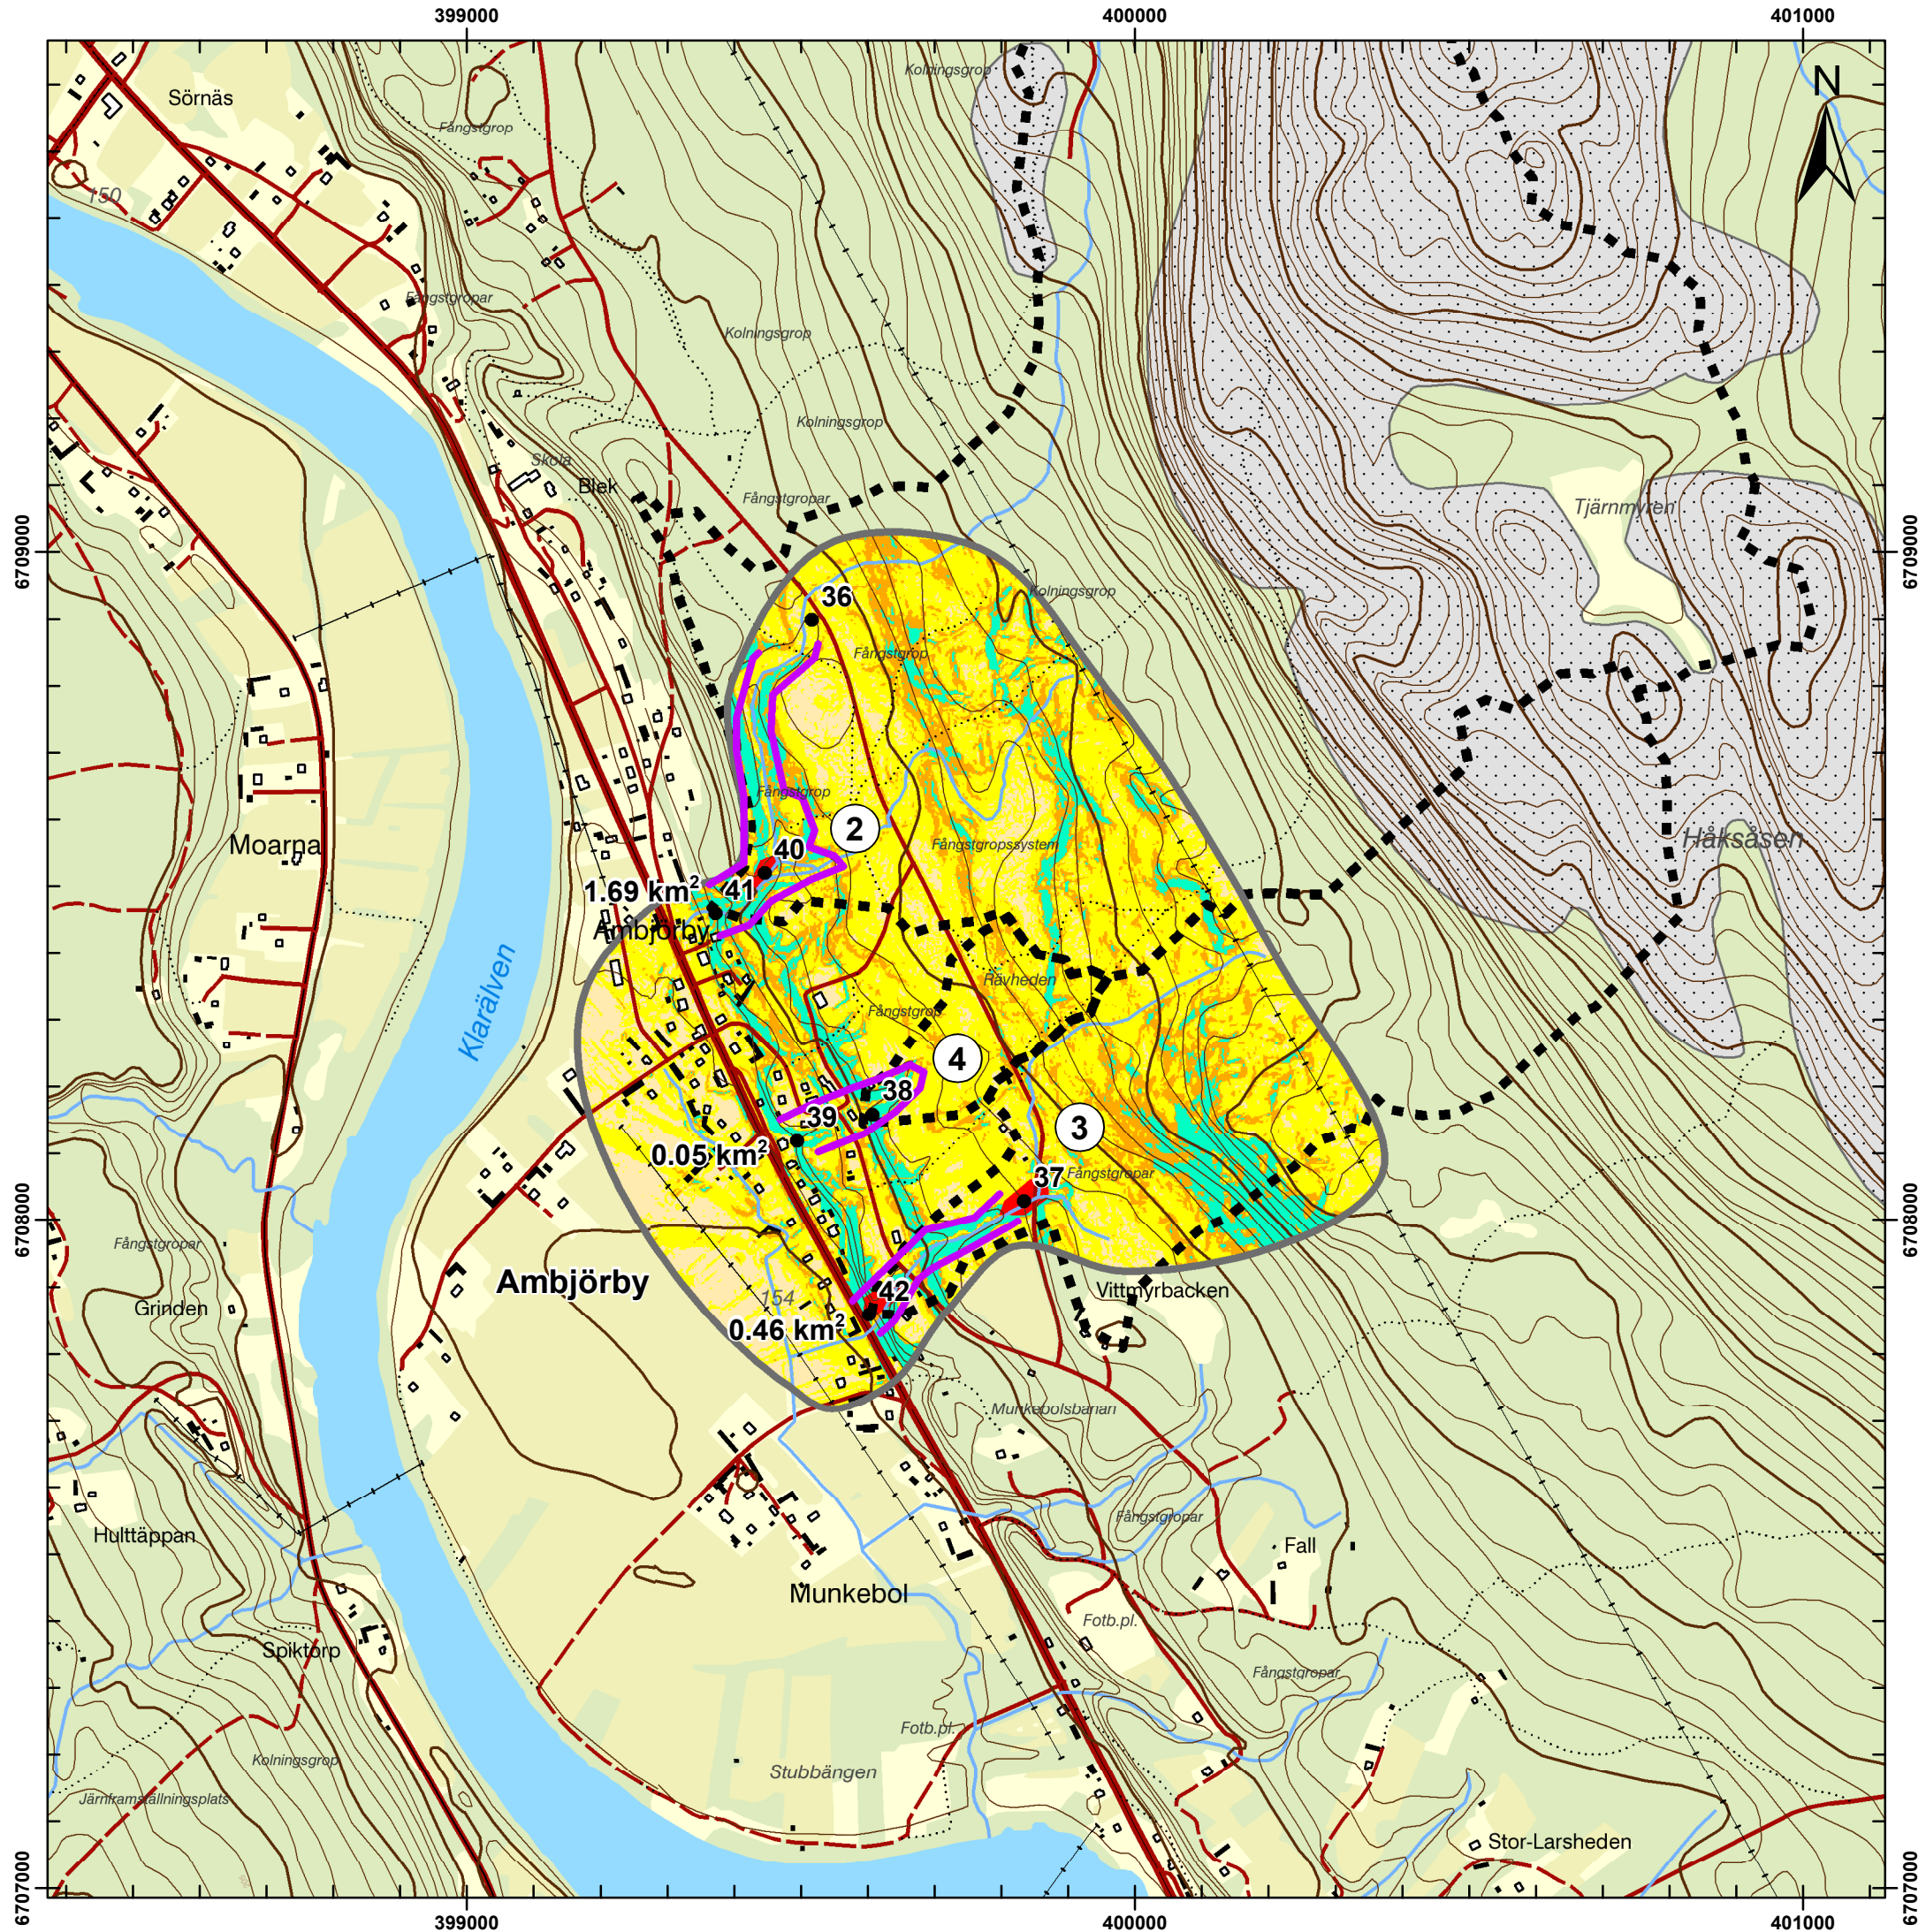 399000
400000
401000
N
Kolningsgrop
Sörnäs
Fångstgrop
150
Fångstgropar
Kolningsgrop
Kolningsgrop
Skola
Blek
Fångstgropar
Tjärnmyren
6709000
6709000
Kolningsgrop
36
Fångstgrop
Fångstgrop
2
Moarna
Fångstgropssystem
Håksåsen
40
1.69 km²
41
Ambjörby
Klarälven
Rävheden
Fångstgrop
4
38
39
3
0.05 km²
Fångstgropar
37
6708000
6708000
Fångstgropar
Ambjörby
Vittmyrbacken
42
154
Grinden
0.46 km²
Munkebolsbanan
Hulttäppan
Fångstgropar
Fall
Munkebol
Fotb.pl.
Spiktorp
Fångstgropar
Fotb.pl.
Kolningsgrop
Stubbängen
Järnframställningsplats
Stor-Larsheden
6707000
6707000
399000
400000
401000